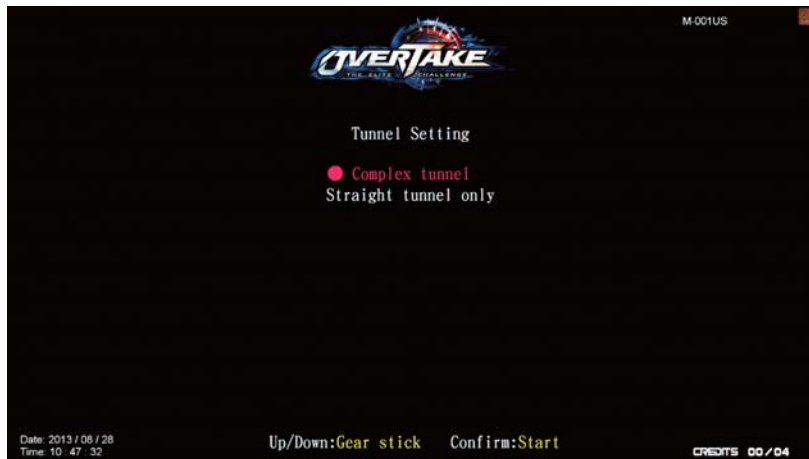 M-001US
OVERTAKE
THE ELITE CHALLENGE
Tunnel Setting
Complex tunnel
Straight tunnel only
Date: 2013 / 08 / 28
Time: 10 : 47 : 32
Up/Down:Gear stick Confirm:Start
CREDITS 00/04